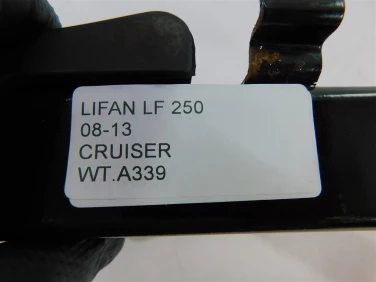 LIFAN LF 250
08-13
CRUISER
WT.A339